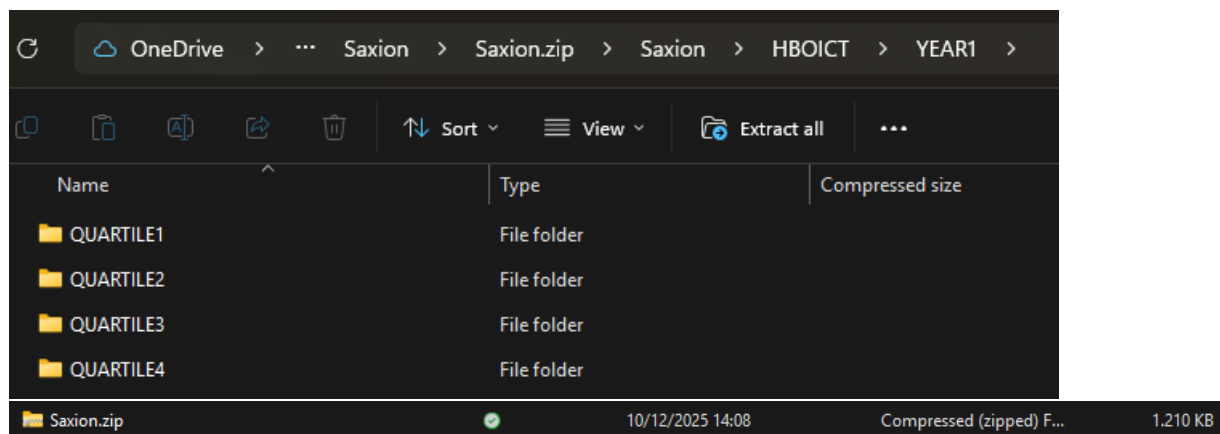 OneDrive > ... Saxion > Saxion.zip > Saxion > HBOICT > YEAR1 >
Sort View Extract all ...
Name Type Compressed size
QUARTILE1 File folder
QUARTILE2 File folder
QUARTILE3 File folder
QUARTILE4 File folder
Saxion.zip 10/12/2025 14:08 Compressed (zipped) F... 1.210 KB